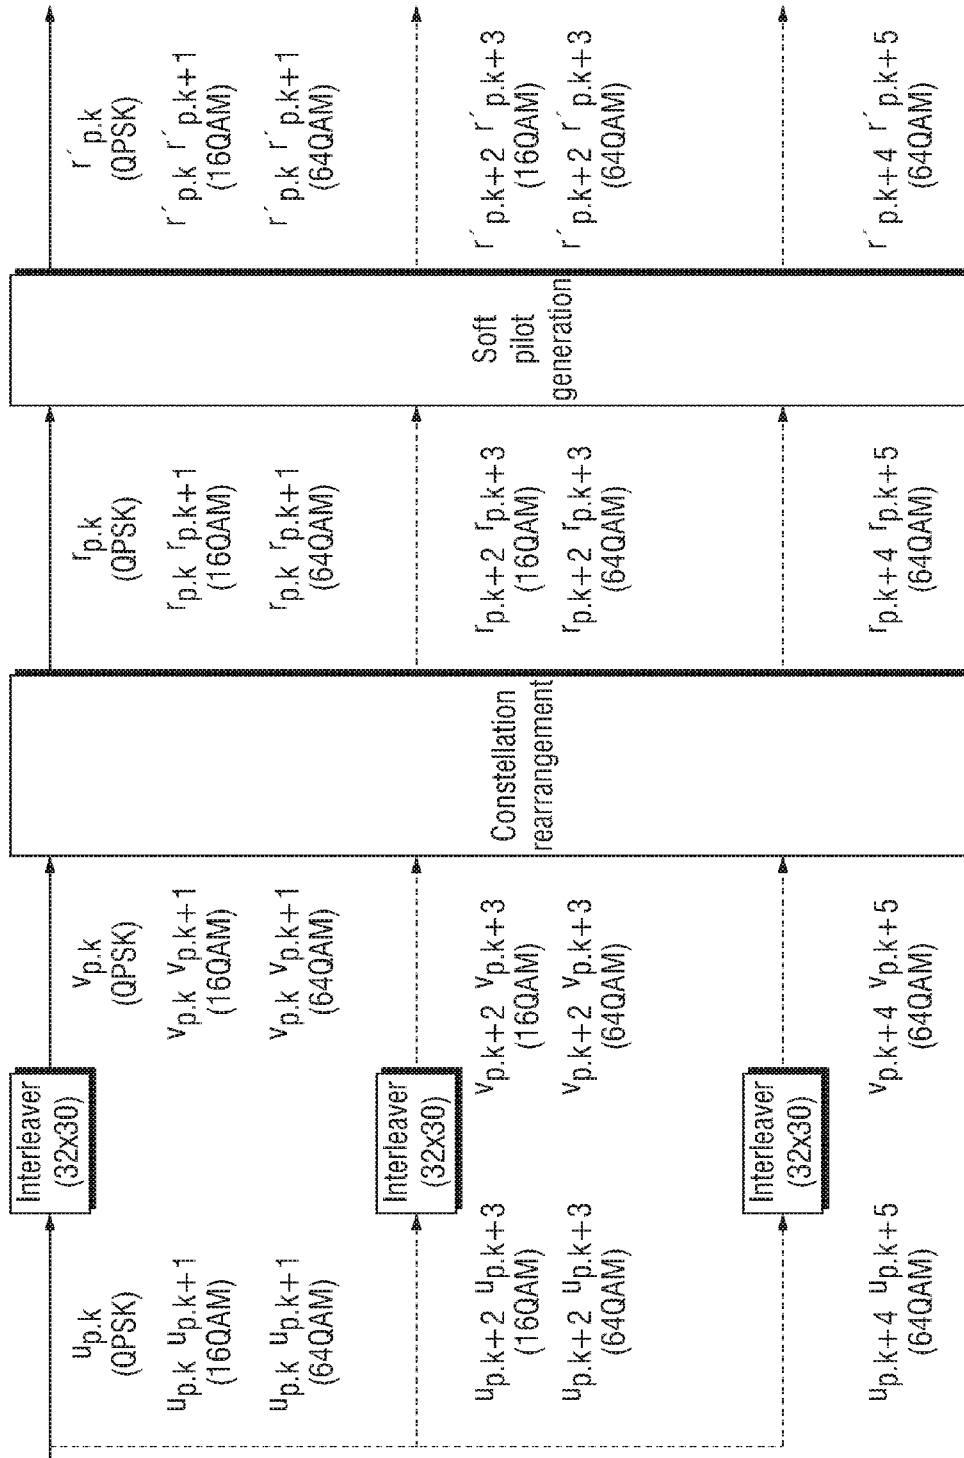 u p.k
(QPSK)
u p.k u p.k+1
(16QAM)
u p.k u p.k+1
(64QAM)
u p.k+2 u p.k+3
(16QAM)
u p.k+2 u p.k+3
(64QAM)
u p.k+4 u p.k+5
(64QAM)
Interleaver
(32x30)
Interleaver
(32x30)
Interleaver
(32x30)
v p.k
(QPSK)
v p.k v p.k+1
(16QAM)
v p.k v p.k+1
(64QAM)
v p.k+2 v p.k+3
(16QAM)
v p.k+2 v p.k+3
(64QAM)
v p.k+4 v p.k+5
(64QAM)
Constellation
rearrangement
r p.k
(QPSK)
r p.k r p.k+1
(16QAM)
r p.k r p.k+1
(64QAM)
r p.k+2 r p.k+3
(16QAM)
r p.k+2 r p.k+3
(64QAM)
r p.k+4 r p.k+5
(64QAM)
Soft
pilot
generation
r´ p.k
(QPSK)
r´ p.k r´ p.k+1
(16QAM)
r´ p.k r´ p.k+1
(64QAM)
r´ p.k+2 r´ p.k+3
(16QAM)
r´ p.k+2 r´ p.k+3
(64QAM)
r´ p.k+4 r´ p.k+5
(64QAM)